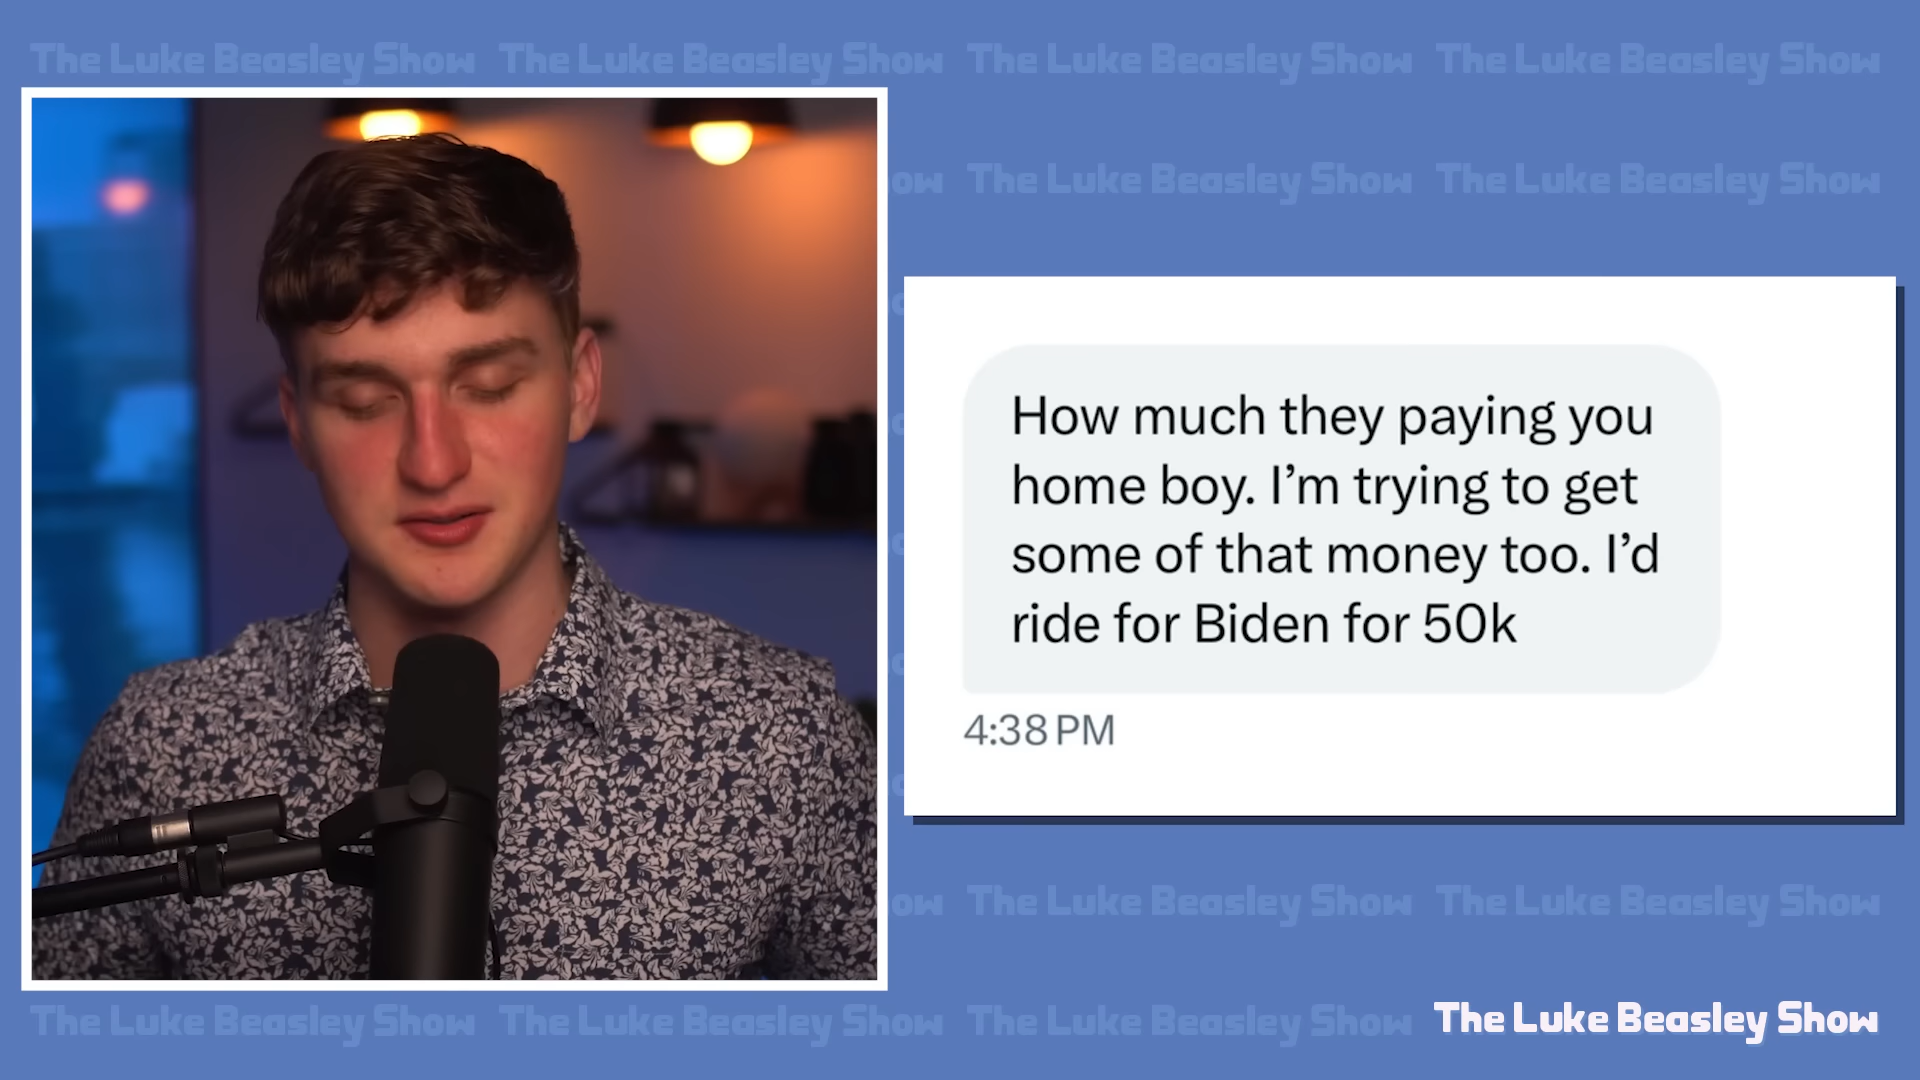 The Luke Beasley Show The Luke Beasley Show The Luke Beasley Show The Luke Beasley Show
ow The Luke Beasley Show The Luke Beasley Show
How much they paying you
home boy. I’m trying to get
some of that money too. I’d
ride for Biden for 50k
4:38 PM
ow The Luke Beasley Show The Luke Beasley Show
The Luke Beasley Show The Luke Beasley Show The Luke Beasley Show The Luke Beasley Show